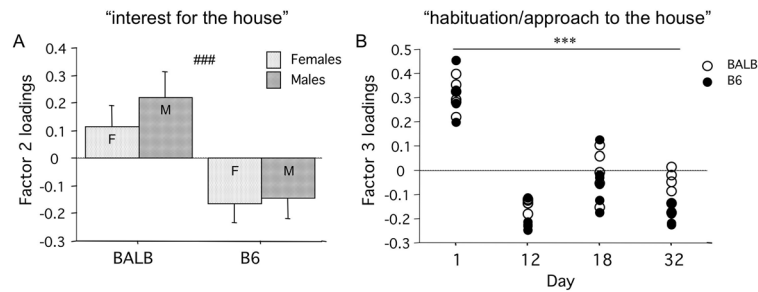 “interest for the house”
A
Factor 2 loadings
0.4
0.3
0.2
0.1
0
-0.1
-0.2
-0.3
###
Females
Males
F
M
F
M
BALB
B6
“habituation/approach to the house”
B
Factor 3 loadings
0.5
0.4
0.3
0.2
0.1
0
-0.1
-0.2
-0.3
***
BALB
B6
1
12
18
32
Day